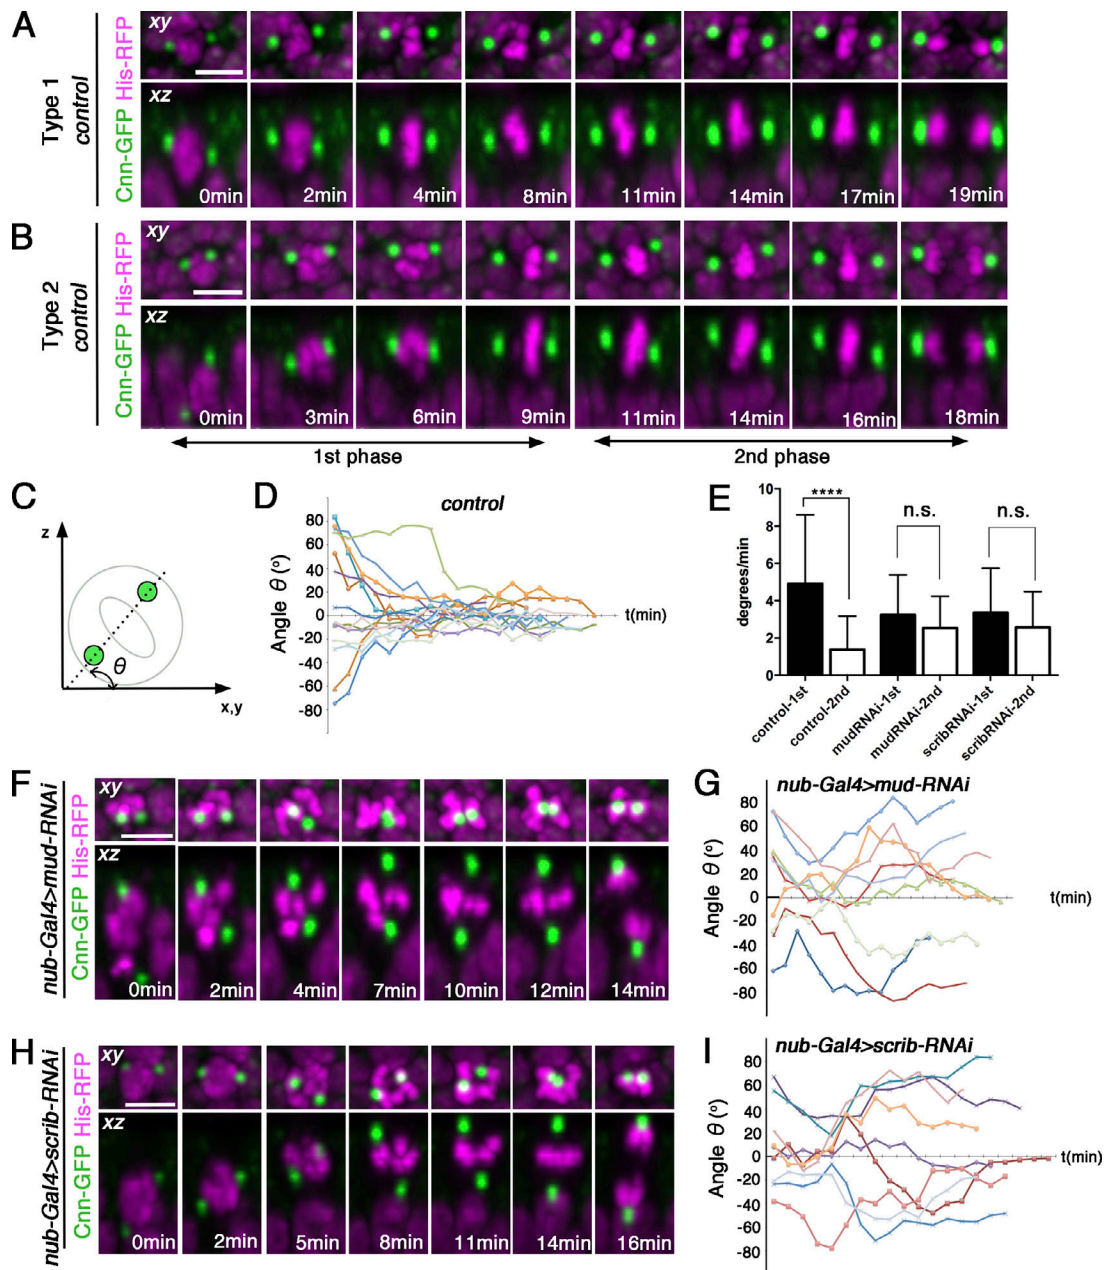 A
Type 1
control
Cnn-GFP His-RFP
xy
xz
0min
2min
4min
8min
11min
14min
17min
19min
B
Type 2
control
Cnn-GFP His-RFP
xy
xz
0min
3min
6min
9min
11min
14min
16min
18min
1st phase
2nd phase
C
z
θ
x,y
D
control
Angle θ (o)
80
60
40
20
0
-20
-40
-60
-80
t(min)
E
degrees/min
10
8
6
4
2
0
****
n.s.
n.s.
control-1st
control-2nd
mudRNAi-1st
mudRNAi-2nd
scribRNAi-1st
scribRNAi-2nd
F
nub-Gal4>mud-RNAi
Cnn-GFP His-RFP
xy
xz
0min
2min
4min
7min
10min
12min
14min
G
nub-Gal4>mud-RNAi
Angle θ (o)
80
60
40
20
0
-20
-40
-60
-80
t(min)
H
nub-Gal4>scrib-RNAi
Cnn-GFP His-RFP
xy
xz
0min
2min
5min
8min
11min
14min
16min
I
nub-Gal4>scrib-RNAi
Angle θ (o)
80
60
40
20
0
-20
-40
-60
-80
t(min)